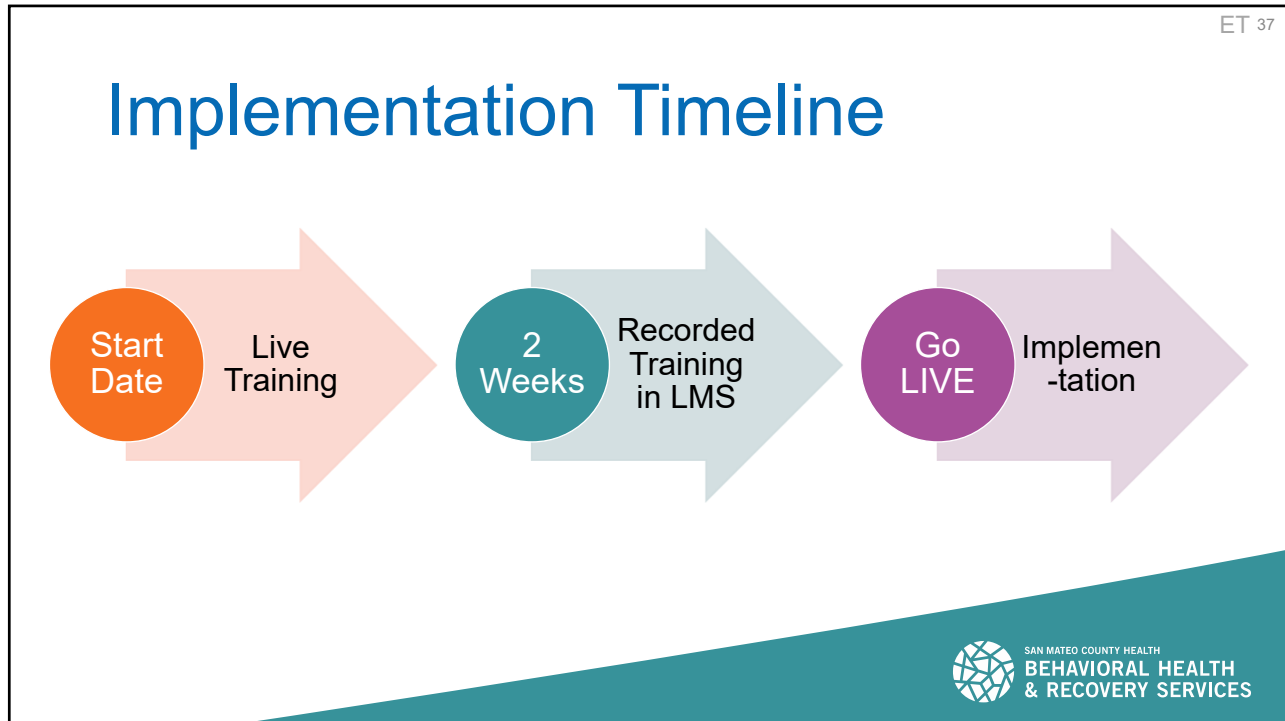 ET 37
Implementation Timeline
Start
Date
Live
Training
2
Weeks
Recorded
Training
in LMS
Go
LIVE
Implemen
-tation
SAN MATEO COUNTY HEALTH
BEHAVIORAL HEALTH
& RECOVERY SERVICES